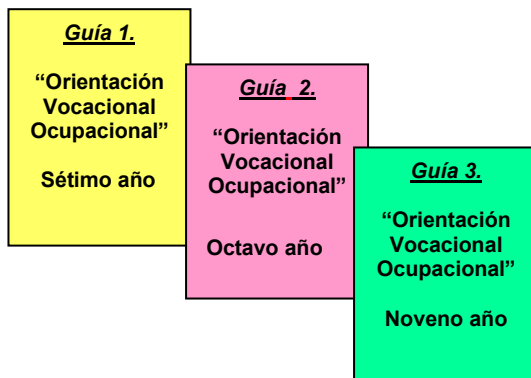 Guía 1.
“Orientación
Vocacional
Ocupacional”
Sétimo año
Guía 2.
“Orientación
Vocacional
Ocupacional”
Octavo año
Guía 3.
“Orientación
Vocacional
Ocupacional”
Noveno año